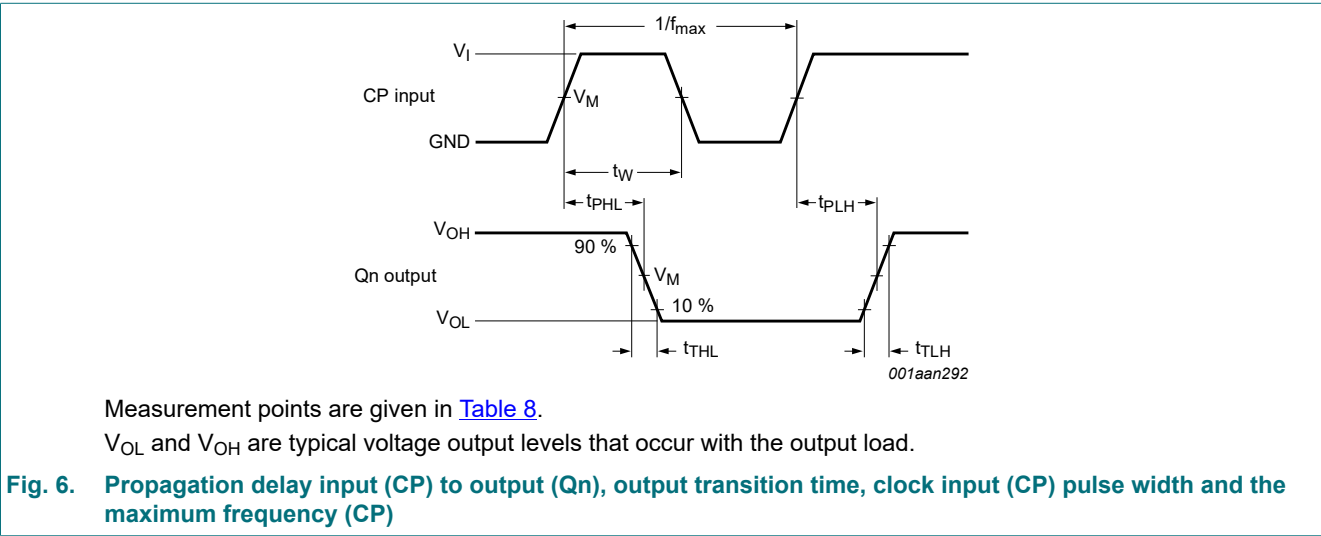 1/fmax
VI
CP input
VM
GND
tW
tPHL
tPLH
VOH
90 %
Qn output
VM
10 %
VOL
tTHL
tTLH
001aan292
Measurement points are given in Table 8.
VOL and VOH are typical voltage output levels that occur with the output load.
Fig. 6. Propagation delay input (CP) to output (Qn), output transition time, clock input (CP) pulse width and the
maximum frequency (CP)